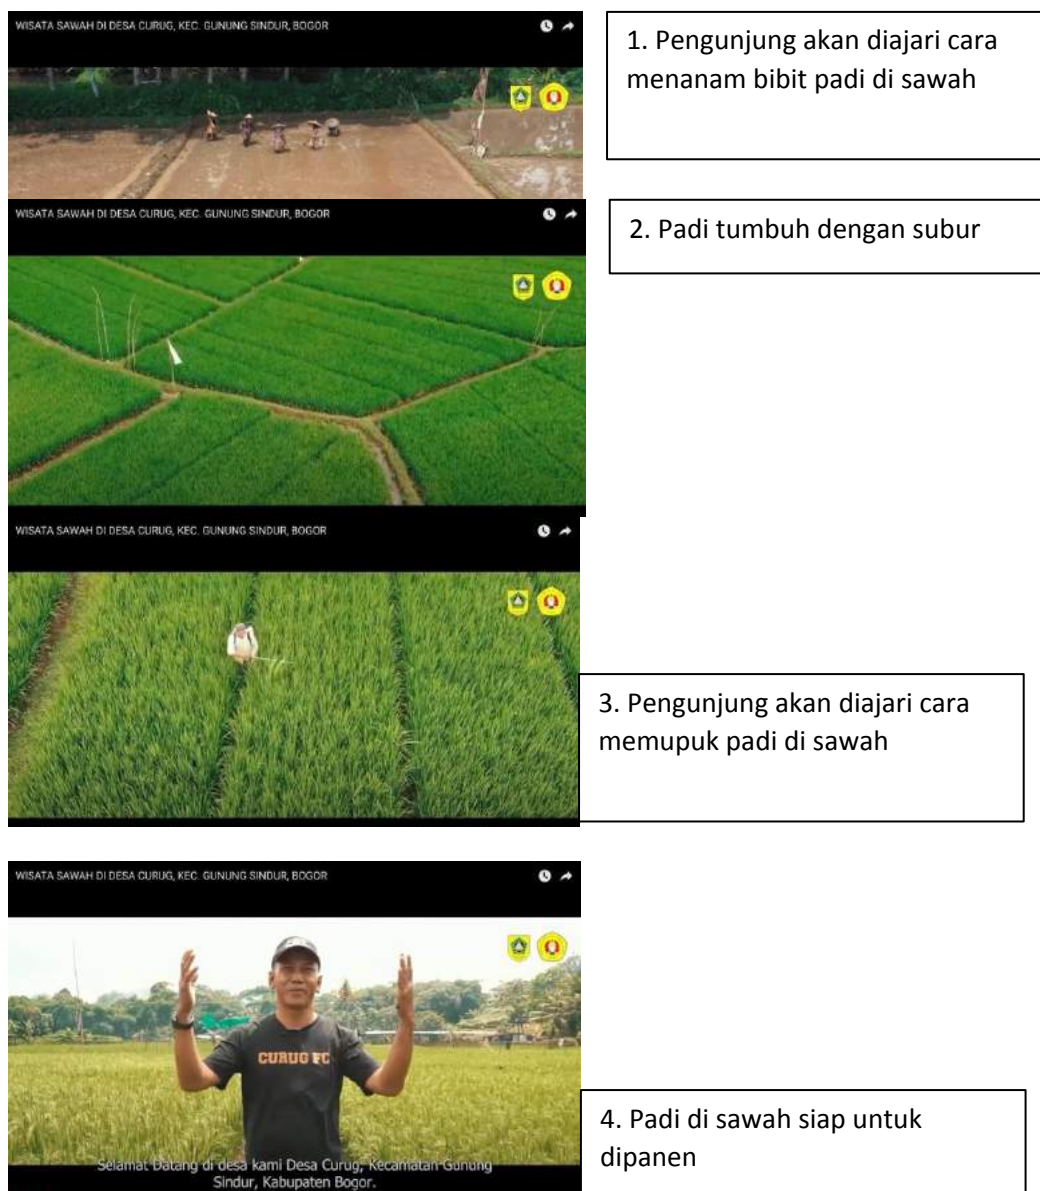 WISATA SAWAH DI DESA CURUG, KEC. GUNUNG SINDUR, BOGOR
1. Pengunjung akan diajari cara
menanam bibit padi di sawah
WISATA SAWAH DI DESA CURUG, KEC. GUNUNG SINDUR, BOGOR
2. Padi tumbuh dengan subur
WISATA SAWAH DI DESA CURUG, KEC. GUNUNG SINDUR, BOGOR
3. Pengunjung akan diajari cara
memupuk padi di sawah
WISATA SAWAH DI DESA CURUG, KEC. GUNUNG SINDUR, BOGOR
CURUG FC
Selamat Datang di desa kami Desa Curug, Kecamatan Gunung
Sindur, Kabupaten Bogor.
4. Padi di sawah siap untuk
dipanen